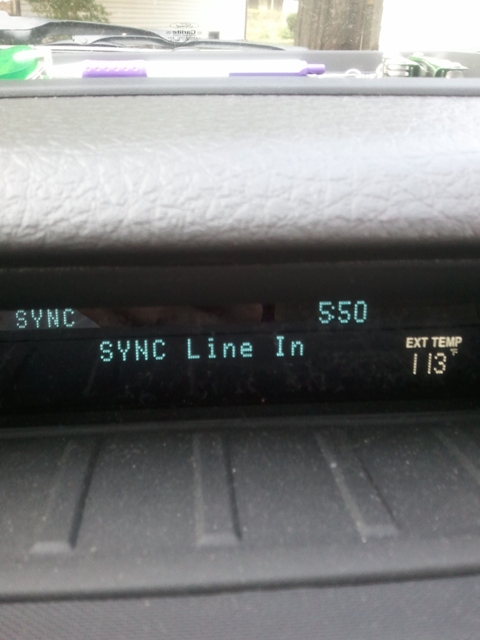 SYNC 5:50
SYNC Line In
EXT TEMP
113°F